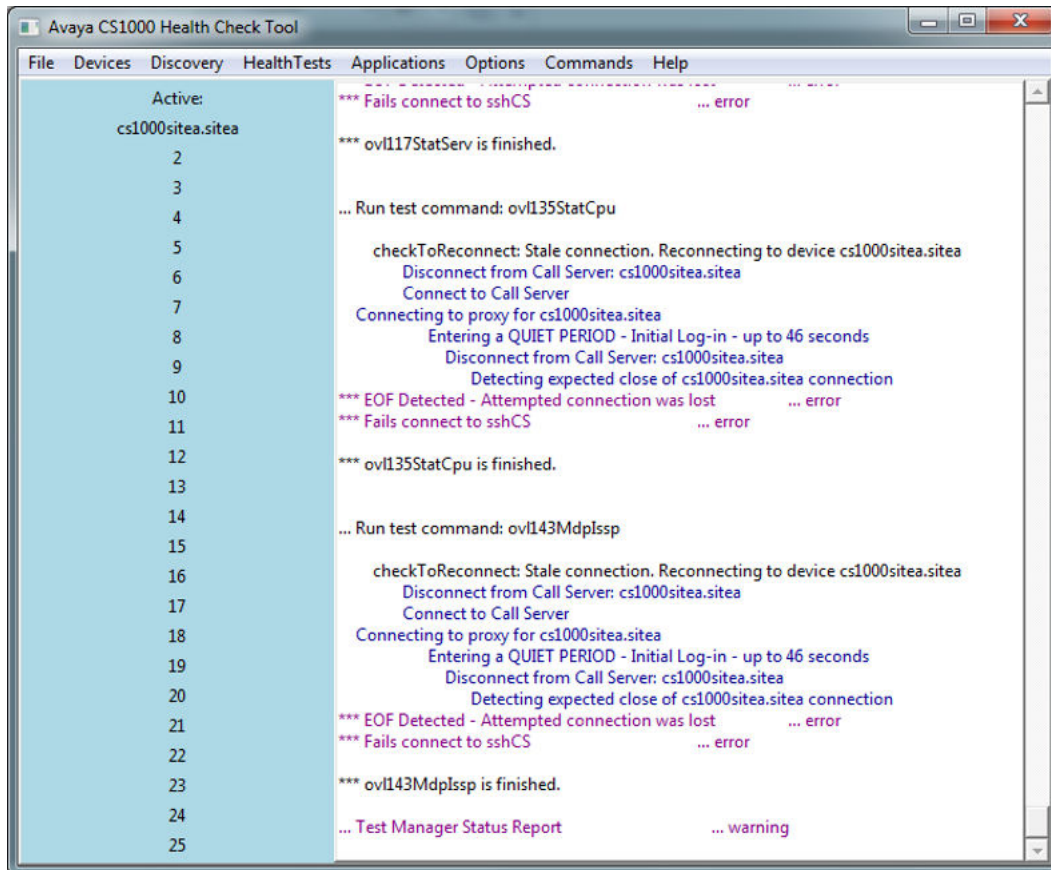 Avaya CS1000 Health Check Tool
File Devices Discovery HealthTests Applications Options Commands Help
Active:
cs1000sitea.sitea
2
3
4
5
6
7
8
9
10
11
12
13
14
15
16
17
18
19
20
21
22
23
24
25
*** EOF Detected - Attempted connection was lost ... error
*** Fails connect to sshCS ... error
*** ovl117StatServ is finished.
... Run test command: ovl135StatCpu
checkToReconnect: Stale connection. Reconnecting to device cs1000sitea.sitea
Disconnect from Call Server: cs1000sitea.sitea
Connect to Call Server
Connecting to proxy for cs1000sitea.sitea
Entering a QUIET PERIOD - Initial Log-in - up to 46 seconds
Disconnect from Call Server: cs1000sitea.sitea
Detecting expected close of cs1000sitea.sitea connection
*** EOF Detected - Attempted connection was lost ... error
*** Fails connect to sshCS ... error
*** ovl135StatCpu is finished.
... Run test command: ovl143MdpIssp
checkToReconnect: Stale connection. Reconnecting to device cs1000sitea.sitea
Disconnect from Call Server: cs1000sitea.sitea
Connect to Call Server
Connecting to proxy for cs1000sitea.sitea
Entering a QUIET PERIOD - Initial Log-in - up to 46 seconds
Disconnect from Call Server: cs1000sitea.sitea
Detecting expected close of cs1000sitea.sitea connection
*** EOF Detected - Attempted connection was lost ... error
*** Fails connect to sshCS ... error
*** ovl143MdpIssp is finished.
... Test Manager Status Report ... warning